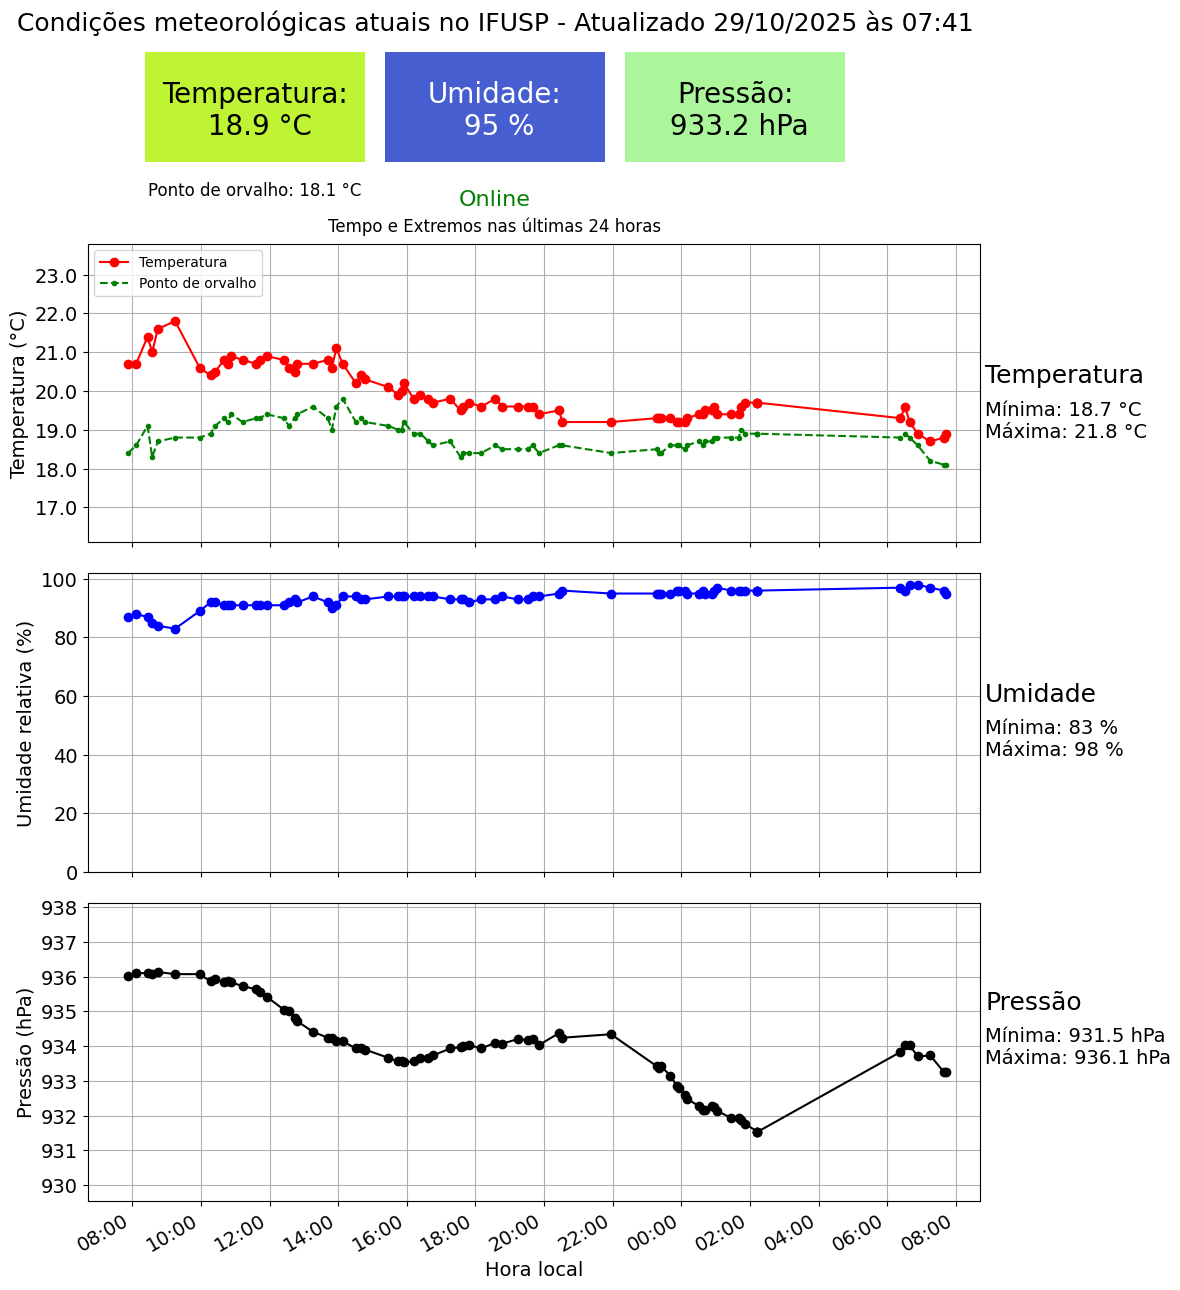 Condições meteorológicas atuais no IFUSP - Atualizado 29/10/2025 às 07:41
Temperatura:
18.9 °C
Umidade:
95 %
Pressão:
933.2 hPa
Ponto de orvalho: 18.1 °C
Online
Tempo e Extremos nas últimas 24 horas
Temperatura
Ponto de orvalho
Temperatura (°C)
23.0
22.0
21.0
20.0
19.0
18.0
17.0
Temperatura
Mínima: 18.7 °C
Máxima: 21.8 °C
Umidade relativa (%)
100
80
60
40
20
0
Umidade
Mínima: 83 %
Máxima: 98 %
Pressão (hPa)
938
937
936
935
934
933
932
931
930
Pressão
Mínima: 931.5 hPa
Máxima: 936.1 hPa
08:00
10:00
12:00
14:00
16:00
18:00
20:00
22:00
00:00
02:00
04:00
06:00
08:00
Hora local